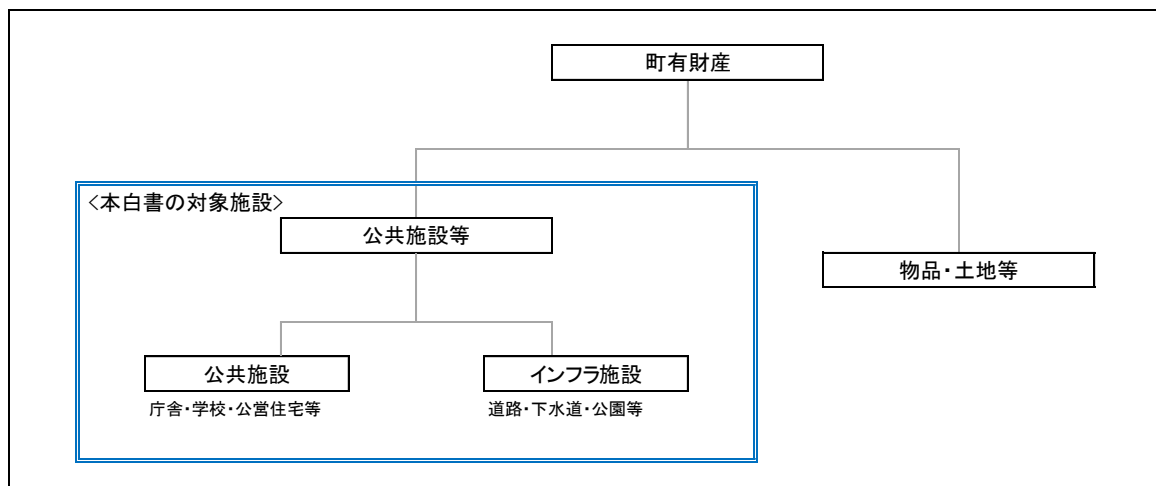 町有財産
<本白書の対象施設>
公共施設等
物品・土地等
公共施設
インフラ施設
庁舎・学校・公営住宅等
道路・下水道・公園等